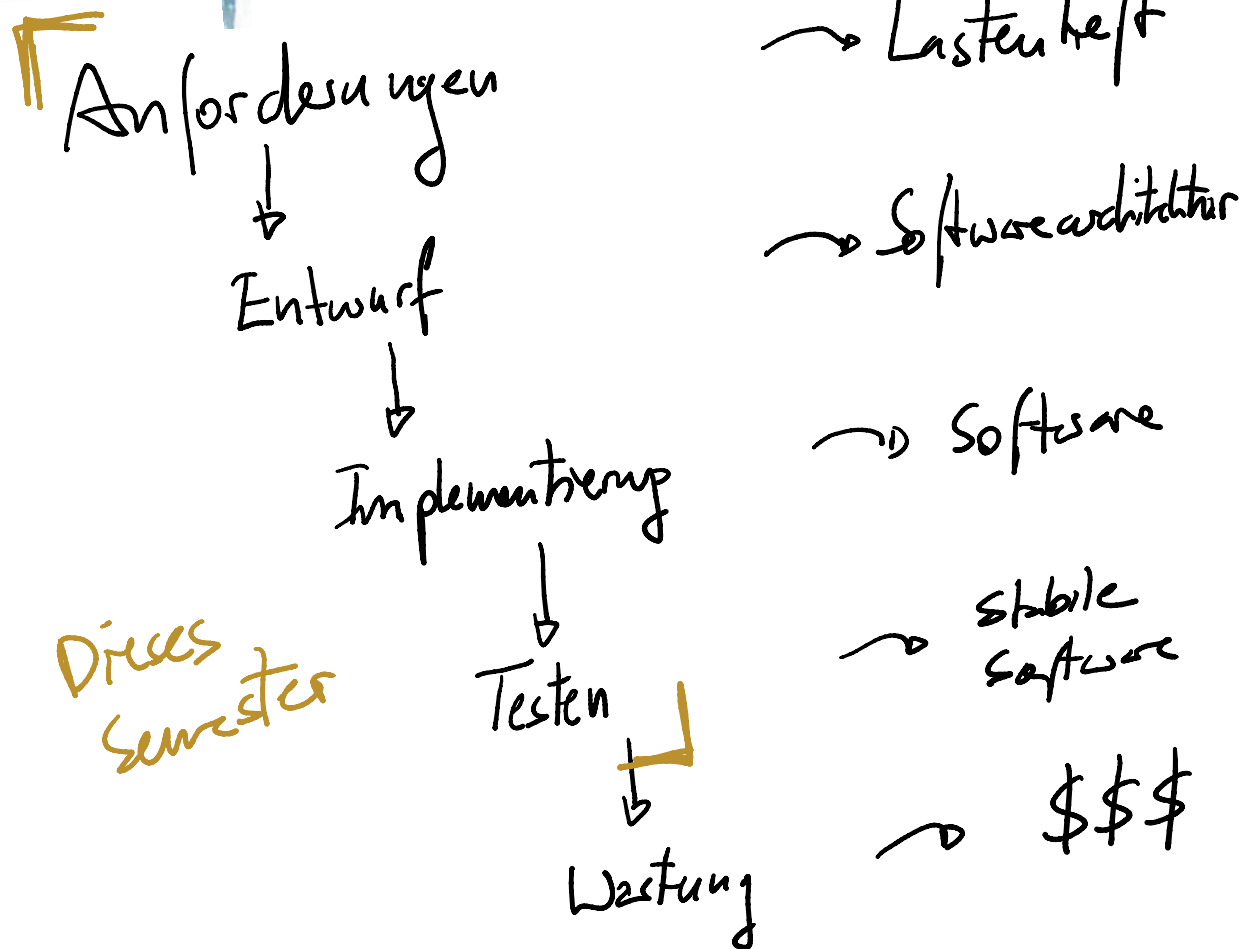 Anforderungen
Lastenheft
Entwurf
Softwarearchitektur
Implementierung
Software
Testen
stabile
Software
Dieses
Semester
Wartung
$$$